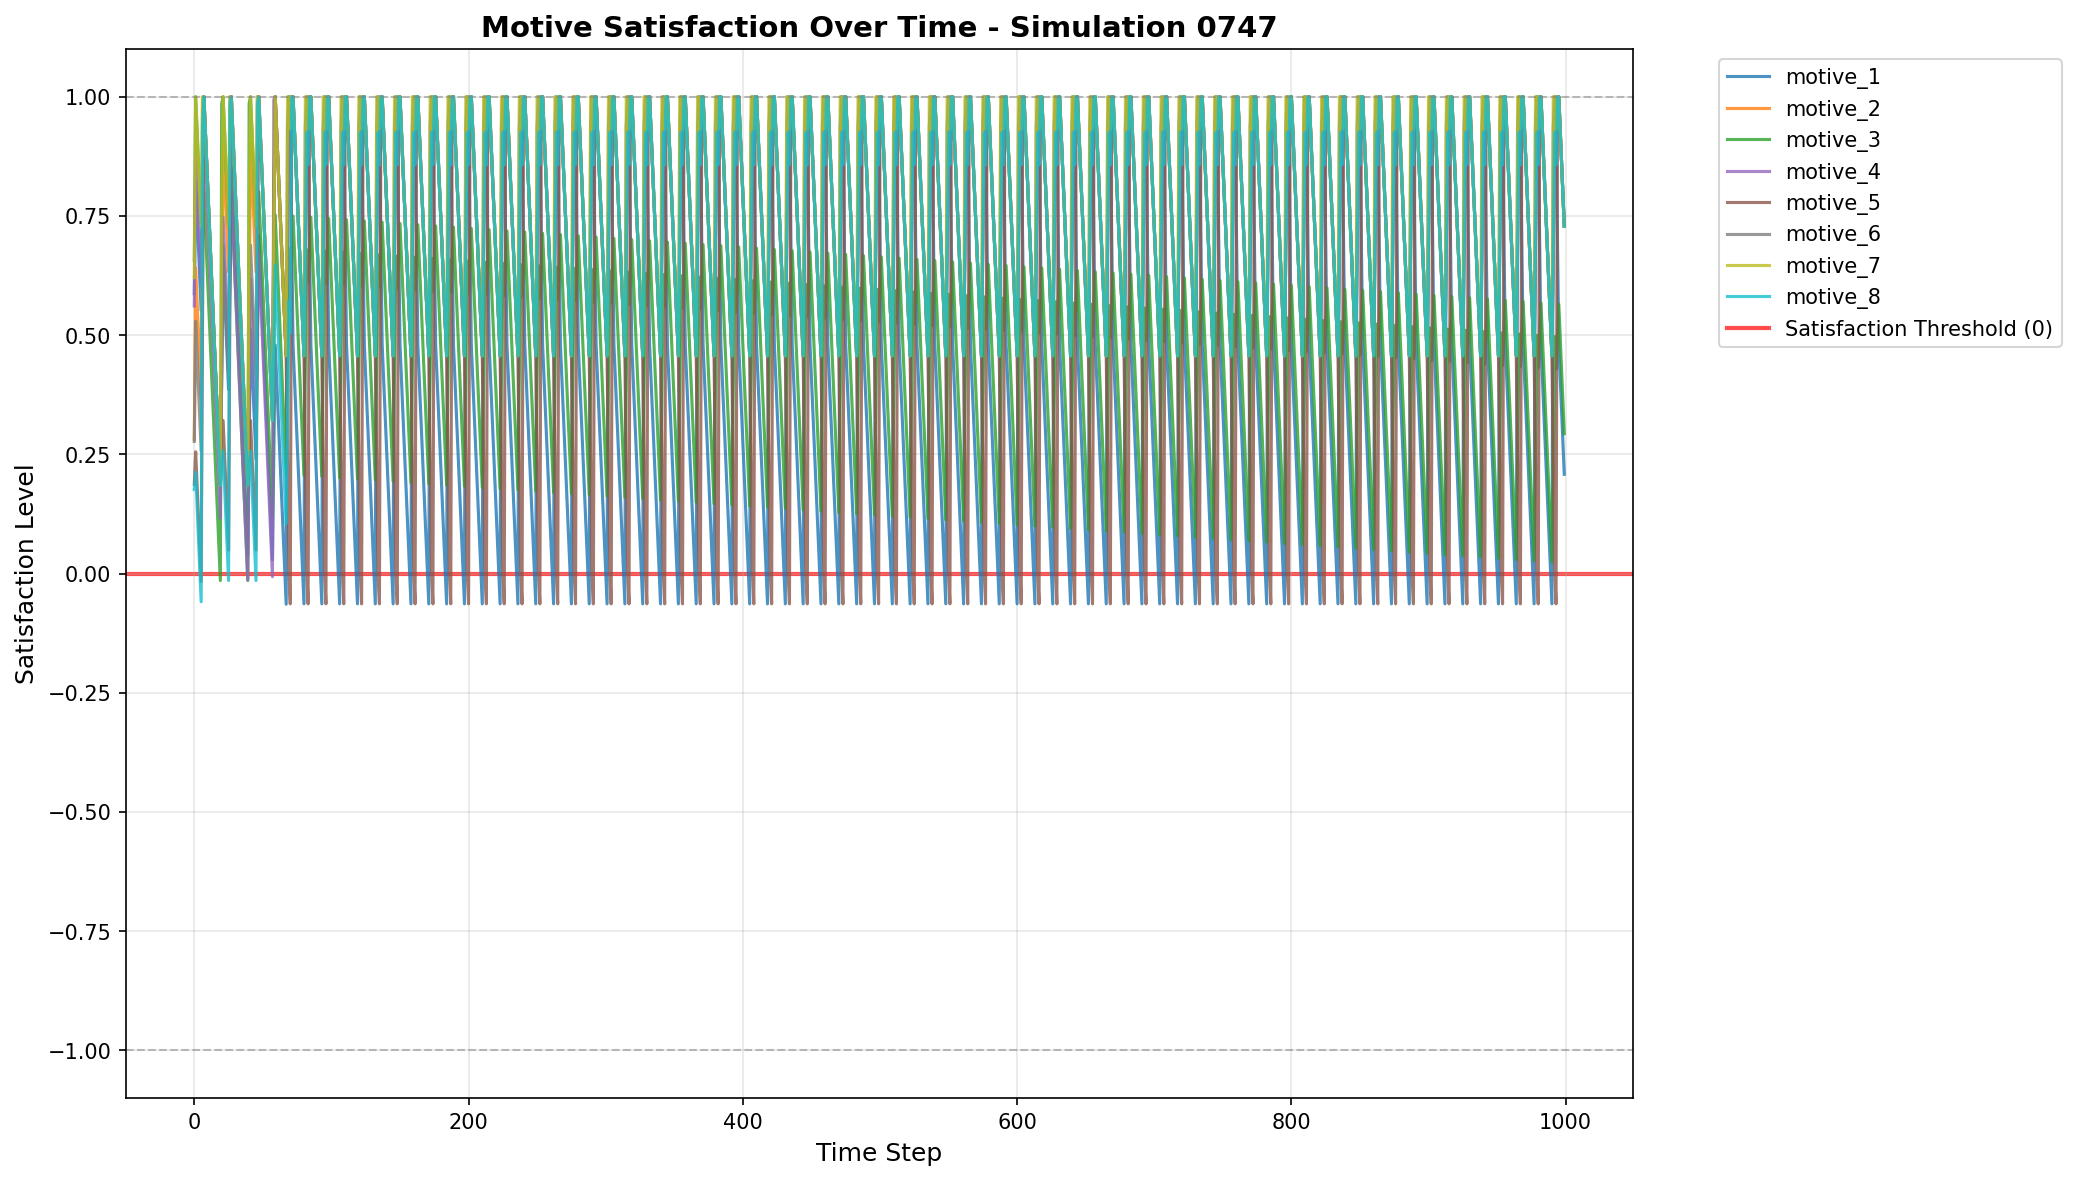 Motive Satisfaction Over Time - Simulation 0747
motive_1
motive_2
motive_3
motive_4
motive_5
motive_6
motive_7
motive_8
Satisfaction Threshold (0)
Satisfaction Level
1.00
0.75
0.50
0.25
0.00
−0.25
−0.50
−0.75
−1.00
0 200 400 600 800 1000
Time Step